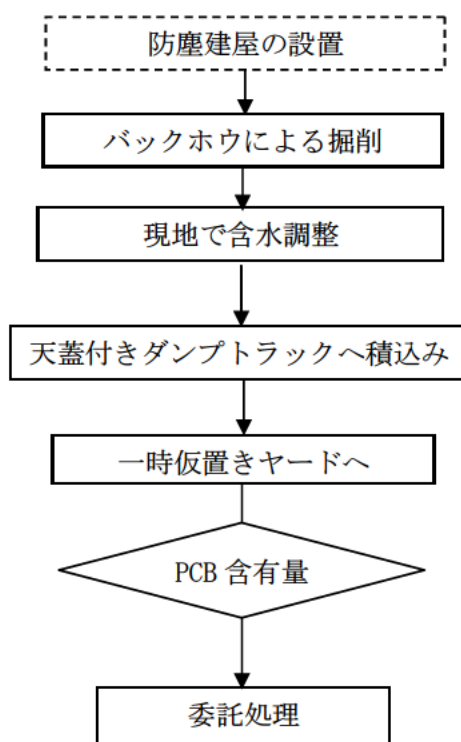 防塵建屋の設置
バックホウによる掘削
現地で含水調整
天蓋付きダンプトラックへ積込み
一時仮置きヤードへ
PCB 含有量
委託処理